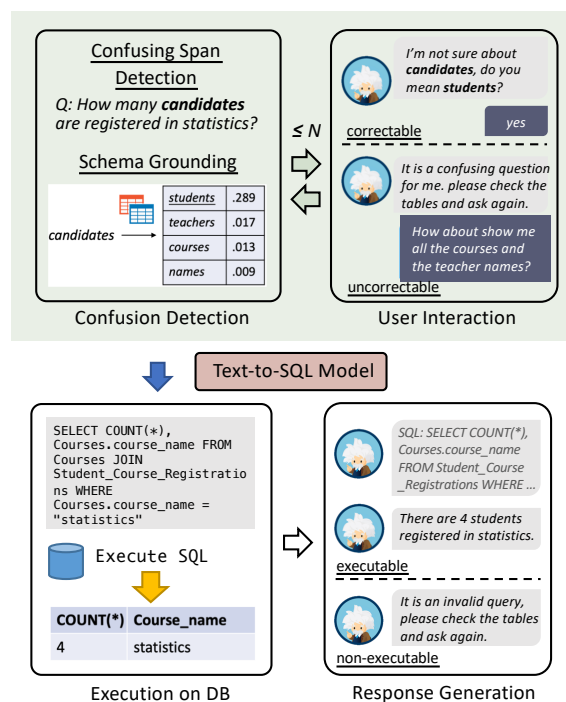 Confusing Span
Detection
Q: How many candidates
are registered in statistics?
Schema Grounding
candidates
students .289
teachers .017
courses .013
names .009
Confusion Detection
≤ N
I'm not sure about
candidates, do you
mean students?
yes
correctable
It is a confusing question
for me. please check the
tables and ask again.
How about show me
all the courses and
the teacher names?
uncorrectable
User Interaction
Text-to-SQL Model
SELECT COUNT(*),
Courses.course_name FROM
Courses JOIN
Student_Course_Registratio
ns WHERE
Courses.course_name =
"statistics"
Execute SQL
COUNT(*) Course_name
4 statistics
Execution on DB
SQL: SELECT COUNT(*),
Courses.course_name
FROM Student_Course
_Registrations WHERE ...
There are 4 students
registered in statistics.
executable
It is an invalid query,
please check the tables
and ask again.
non-executable
Response Generation